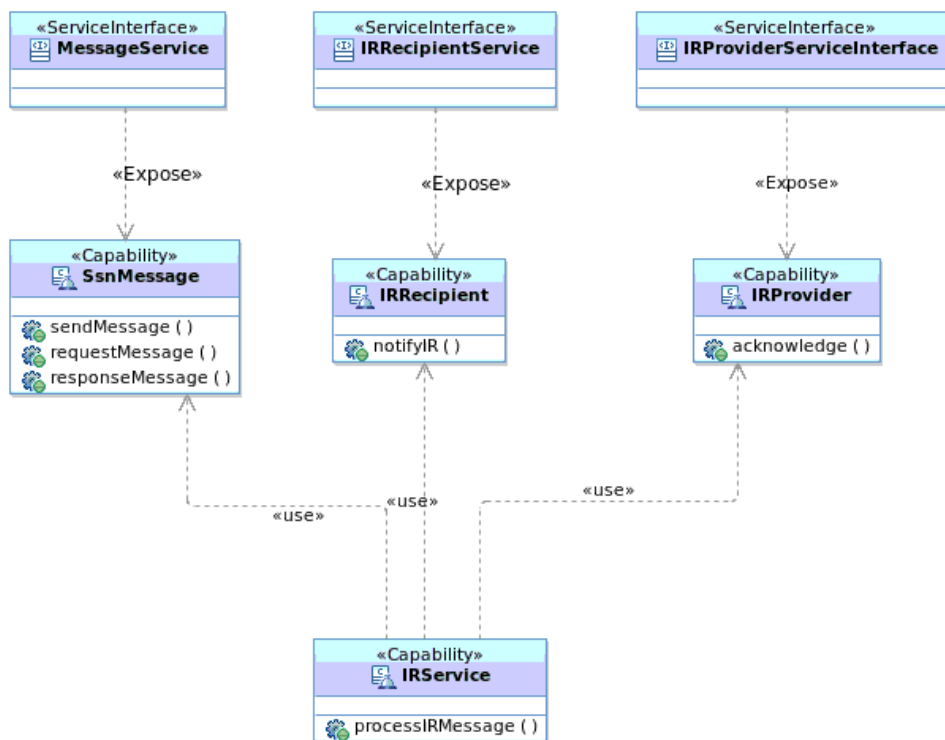 «ServiceInterface»
MessageService
«ServiceInterface»
IRRecipientService
«ServiceInterface»
IRProviderServiceInterface
«Expose»
«Expose»
«Expose»
«Capability»
SsnMessage
sendMessage ( )
requestMessage ( )
responseMessage ( )
«Capability»
IRRecipient
notifyIR ( )
«Capability»
IRProvider
acknowledge ( )
«use»
«use»
«use»
«Capability»
IRService
processIRMessage ( )